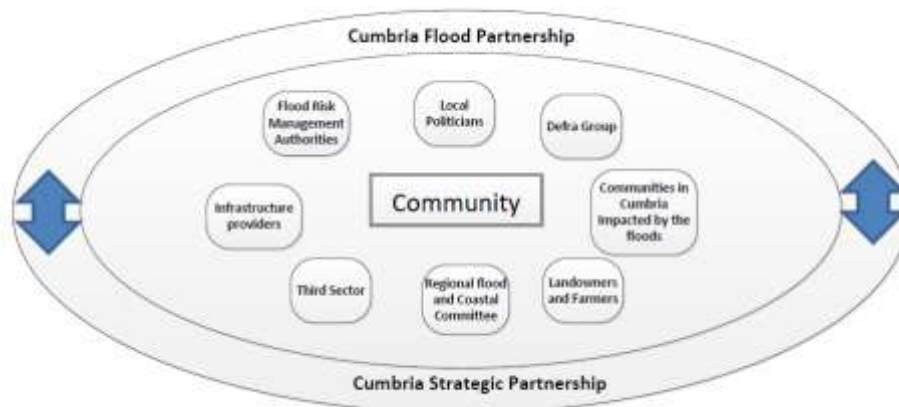 Cumbria Flood Partnership
Flood Risk
Management
Authorities
Local
Politicians
Defra Group
Infrastructure
providers
Community
Communities in
Cumbria
Impacted by the
floods
Third Sector
Regional flood
and Coastal
Committee
Landowners
and Farmers
Cumbria Strategic Partnership